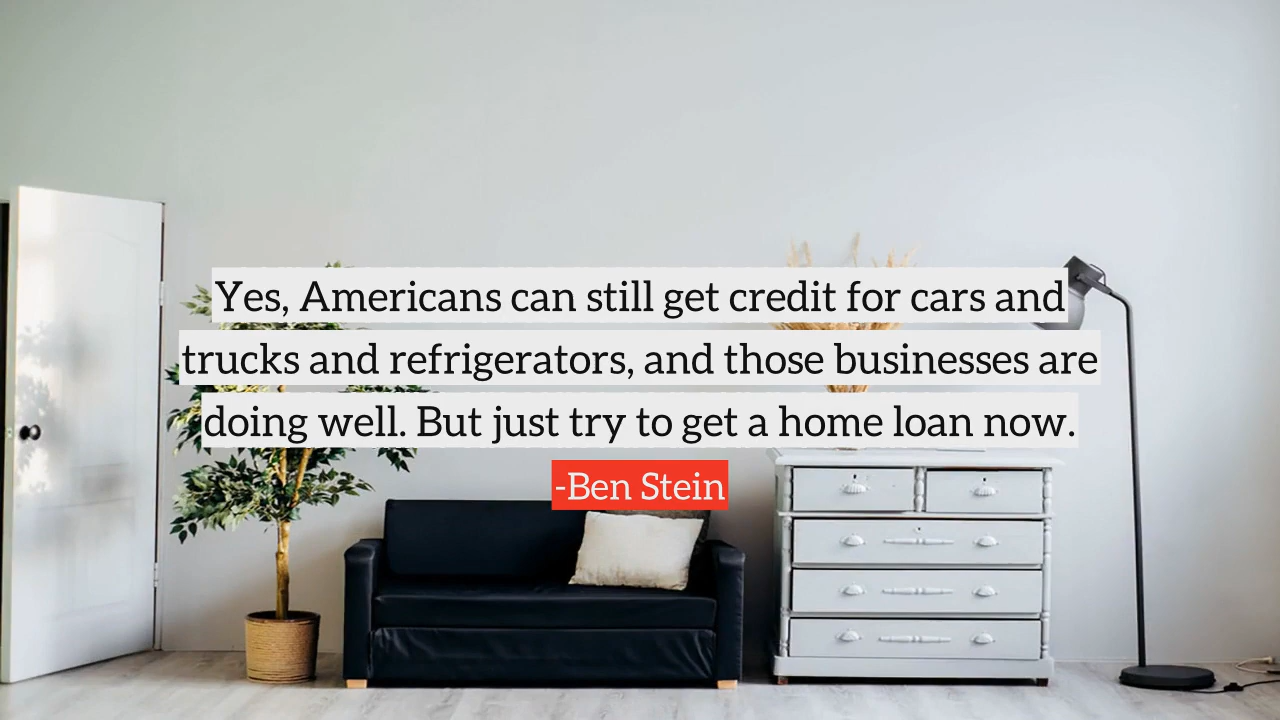 Yes, Americans can still get credit for cars and
trucks and refrigerators, and those businesses are
doing well. But just try to get a home loan now.
-Ben Stein